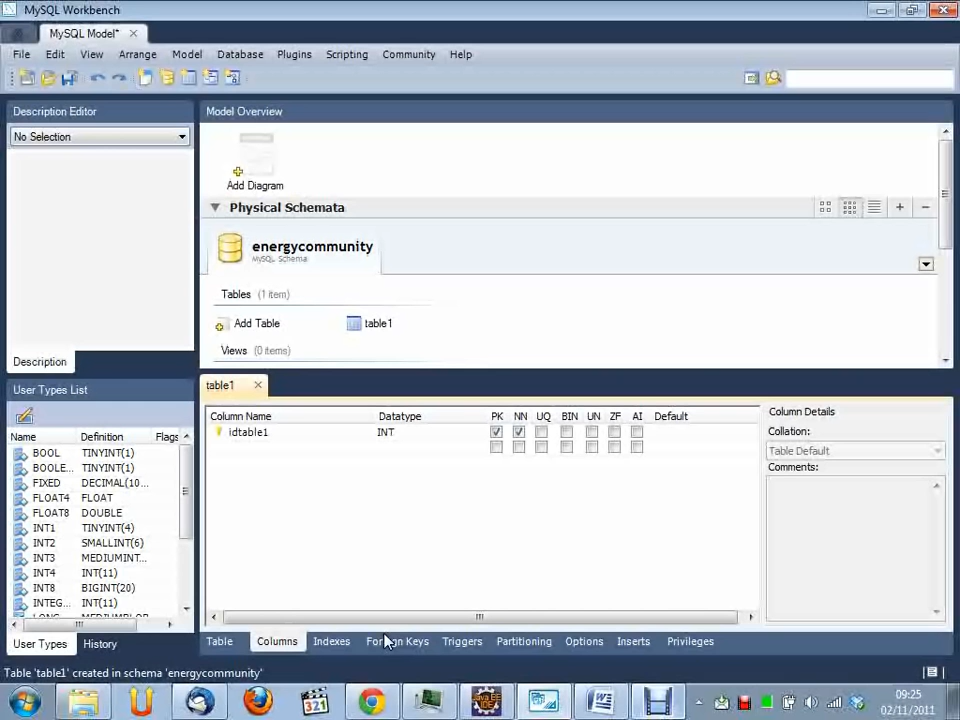 MySQL Workbench
MySQL Model*
File Edit View Arrange Model Database Plugins Scripting Community Help
Description Editor
No Selection
Description
Model Overview
Add Diagram
Physical Schemata
energycommunity
MySQL Schema
Tables (1 item)
Add Table
table1
Views (0 items)
User Types List
Name Definition Flags
BOOL TINYINT(1)
BOOLE... TINYINT(1)
FIXED DECIMAL(10...
FLOAT4 FLOAT
FLOAT8 DOUBLE
INT1 TINYINT(4)
INT2 SMALLINT(6)
INT3 MEDIUMINT...
INT4 INT(11)
INT8 BIGINT(20)
INTEG... INT(11)
User Types History
table1
Column Name Datatype PK NN UQ BIN UN ZF AI Default
idtable1 INT
Column Details
Collation:
Table Default
Comments:
Table Columns Indexes Foreign Keys Triggers Partitioning Options Inserts Privileges
Table 'table1' created in schema 'energycommunity'
321
Java EE
IDE
09:25
02/11/2011